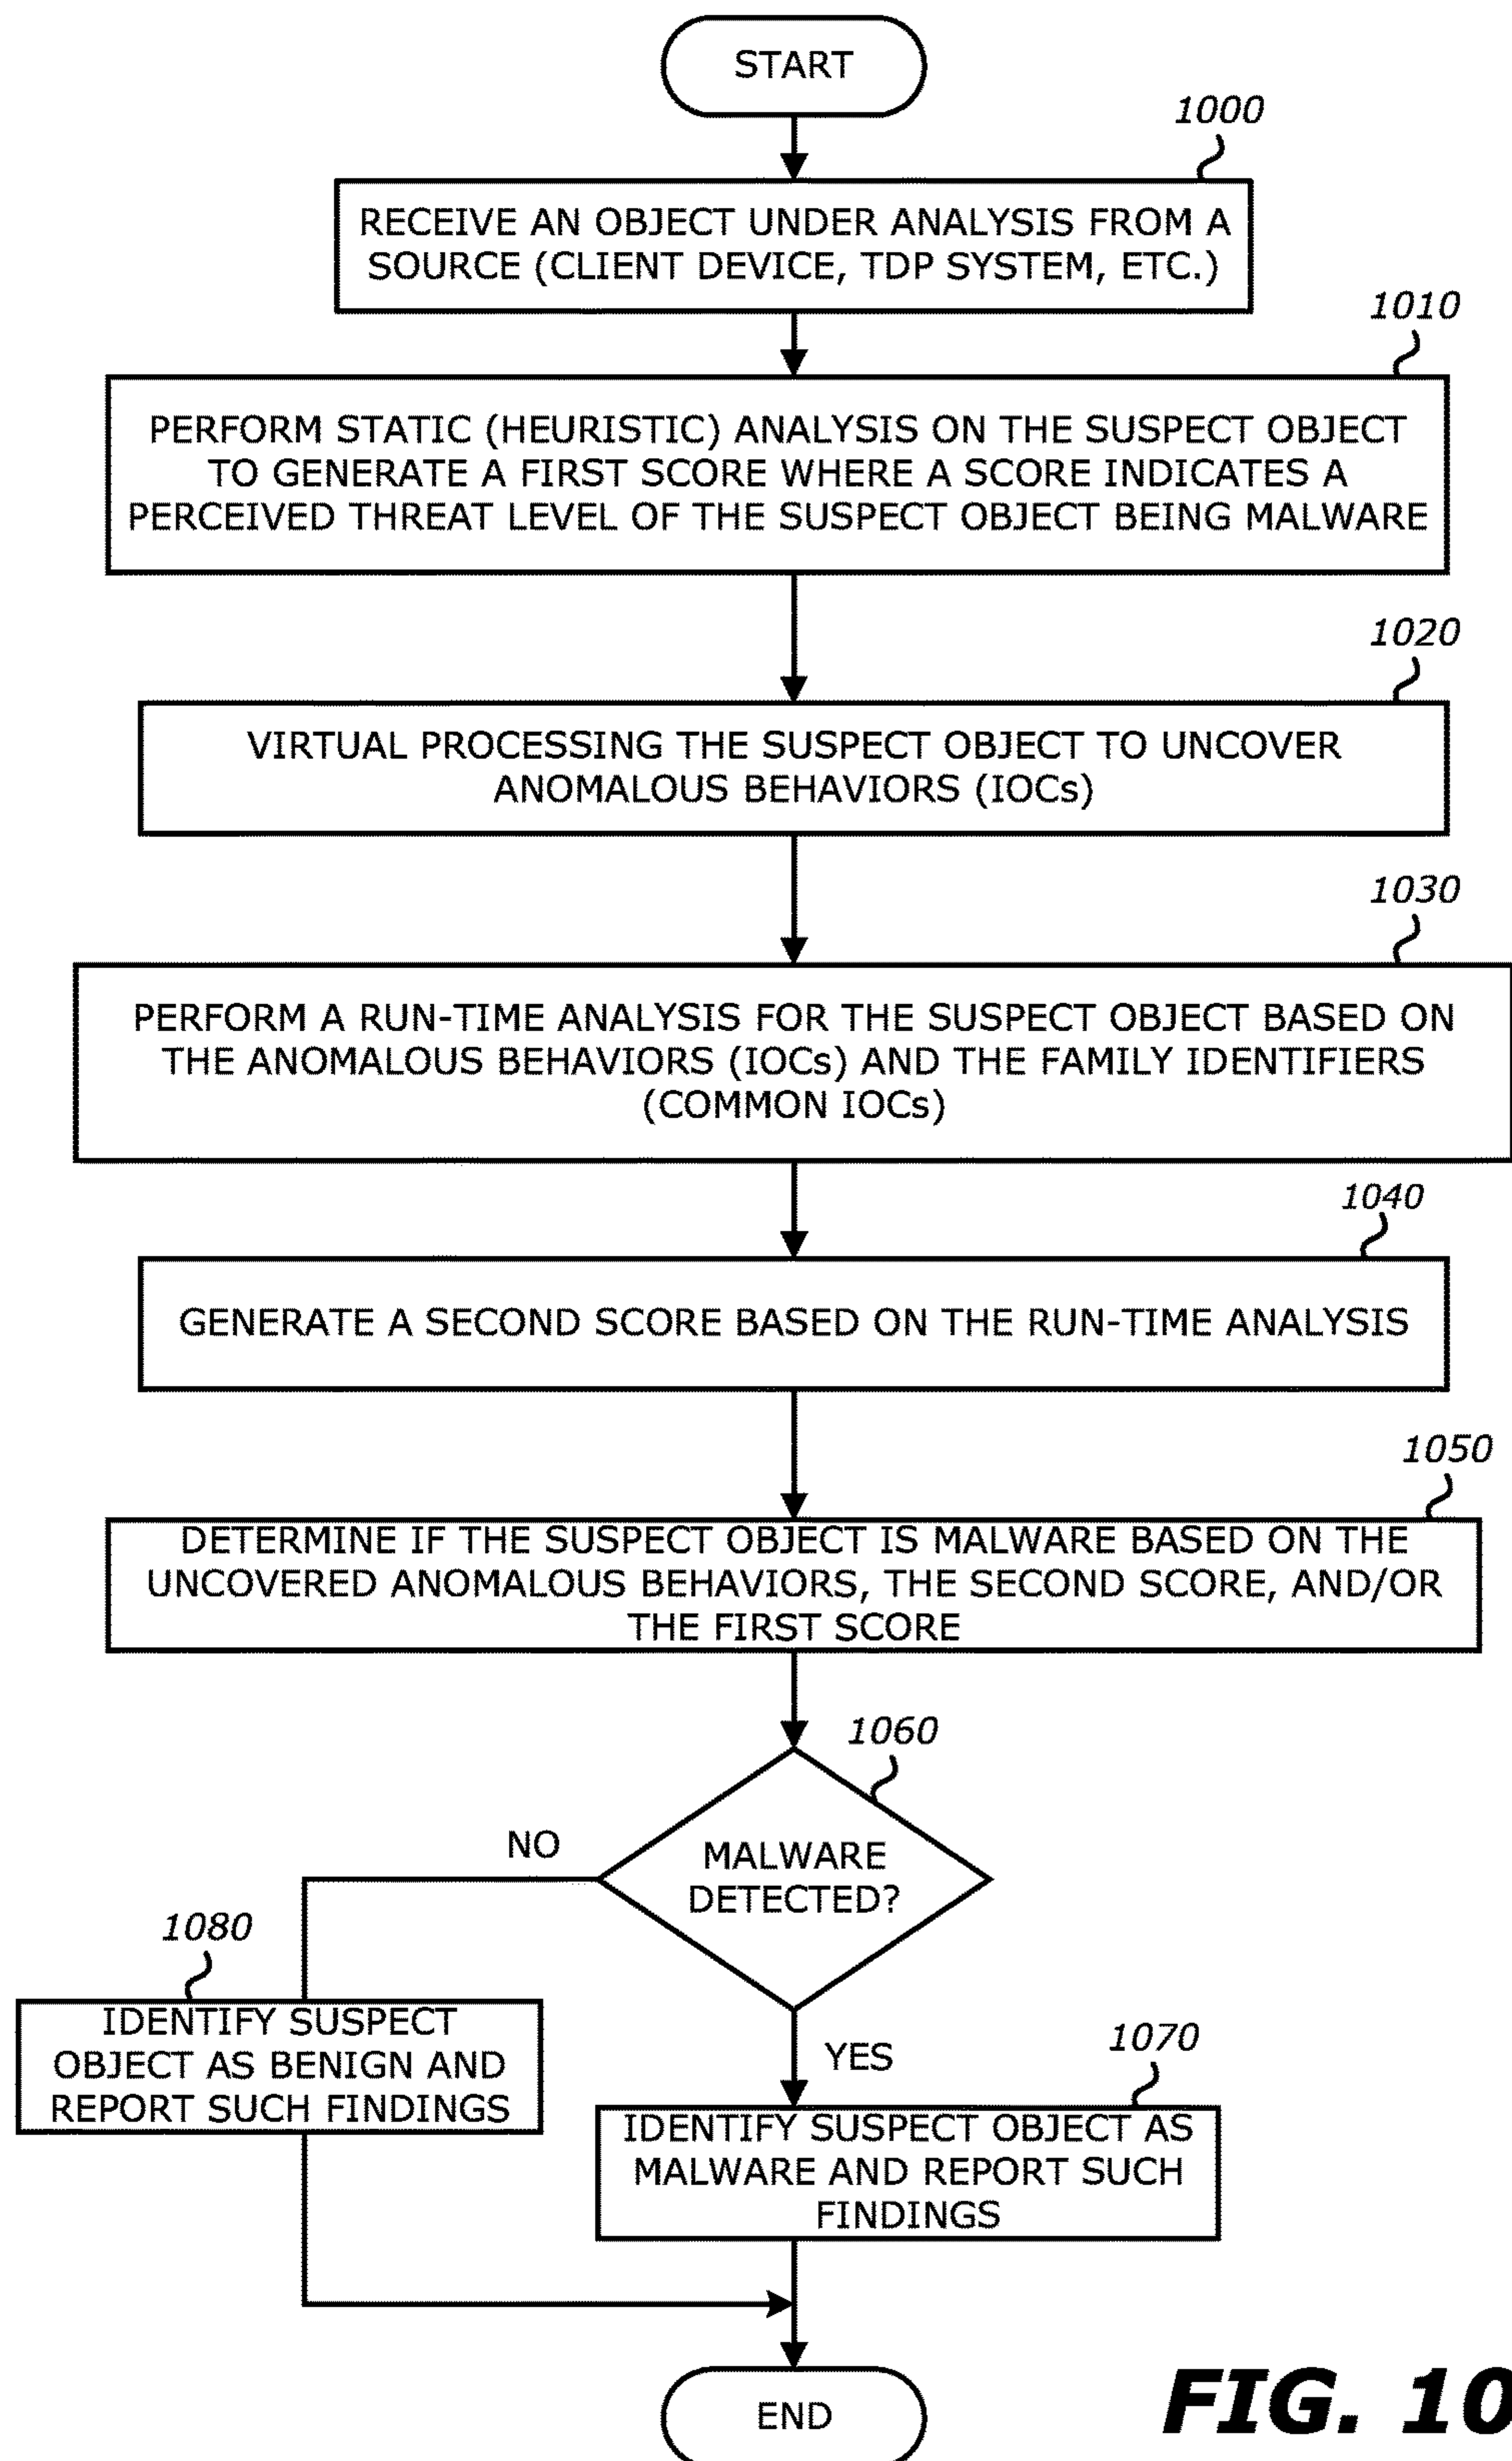 START
1000
RECEIVE AN OBJECT UNDER ANALYSIS FROM A
SOURCE (CLIENT DEVICE, TDP SYSTEM, ETC.)
1010
PERFORM STATIC (HEURISTIC) ANALYSIS ON THE SUSPECT OBJECT
TO GENERATE A FIRST SCORE WHERE A SCORE INDICATES A
PERCEIVED THREAT LEVEL OF THE SUSPECT OBJECT BEING MALWARE
1020
VIRTUAL PROCESSING THE SUSPECT OBJECT TO UNCOVER
ANOMALOUS BEHAVIORS (IOCs)
1030
PERFORM A RUN-TIME ANALYSIS FOR THE SUSPECT OBJECT BASED ON
THE ANOMALOUS BEHAVIORS (IOCs) AND THE FAMILY IDENTIFIERS
(COMMON IOCs)
1040
GENERATE A SECOND SCORE BASED ON THE RUN-TIME ANALYSIS
1050
DETERMINE IF THE SUSPECT OBJECT IS MALWARE BASED ON THE
UNCOVERED ANOMALOUS BEHAVIORS, THE SECOND SCORE, AND/OR
THE FIRST SCORE
1060
MALWARE
DETECTED?
NO
1080
IDENTIFY SUSPECT
OBJECT AS BENIGN AND
REPORT SUCH FINDINGS
YES
1070
IDENTIFY SUSPECT OBJECT AS
MALWARE AND REPORT SUCH
FINDINGS
END
FIG. 10